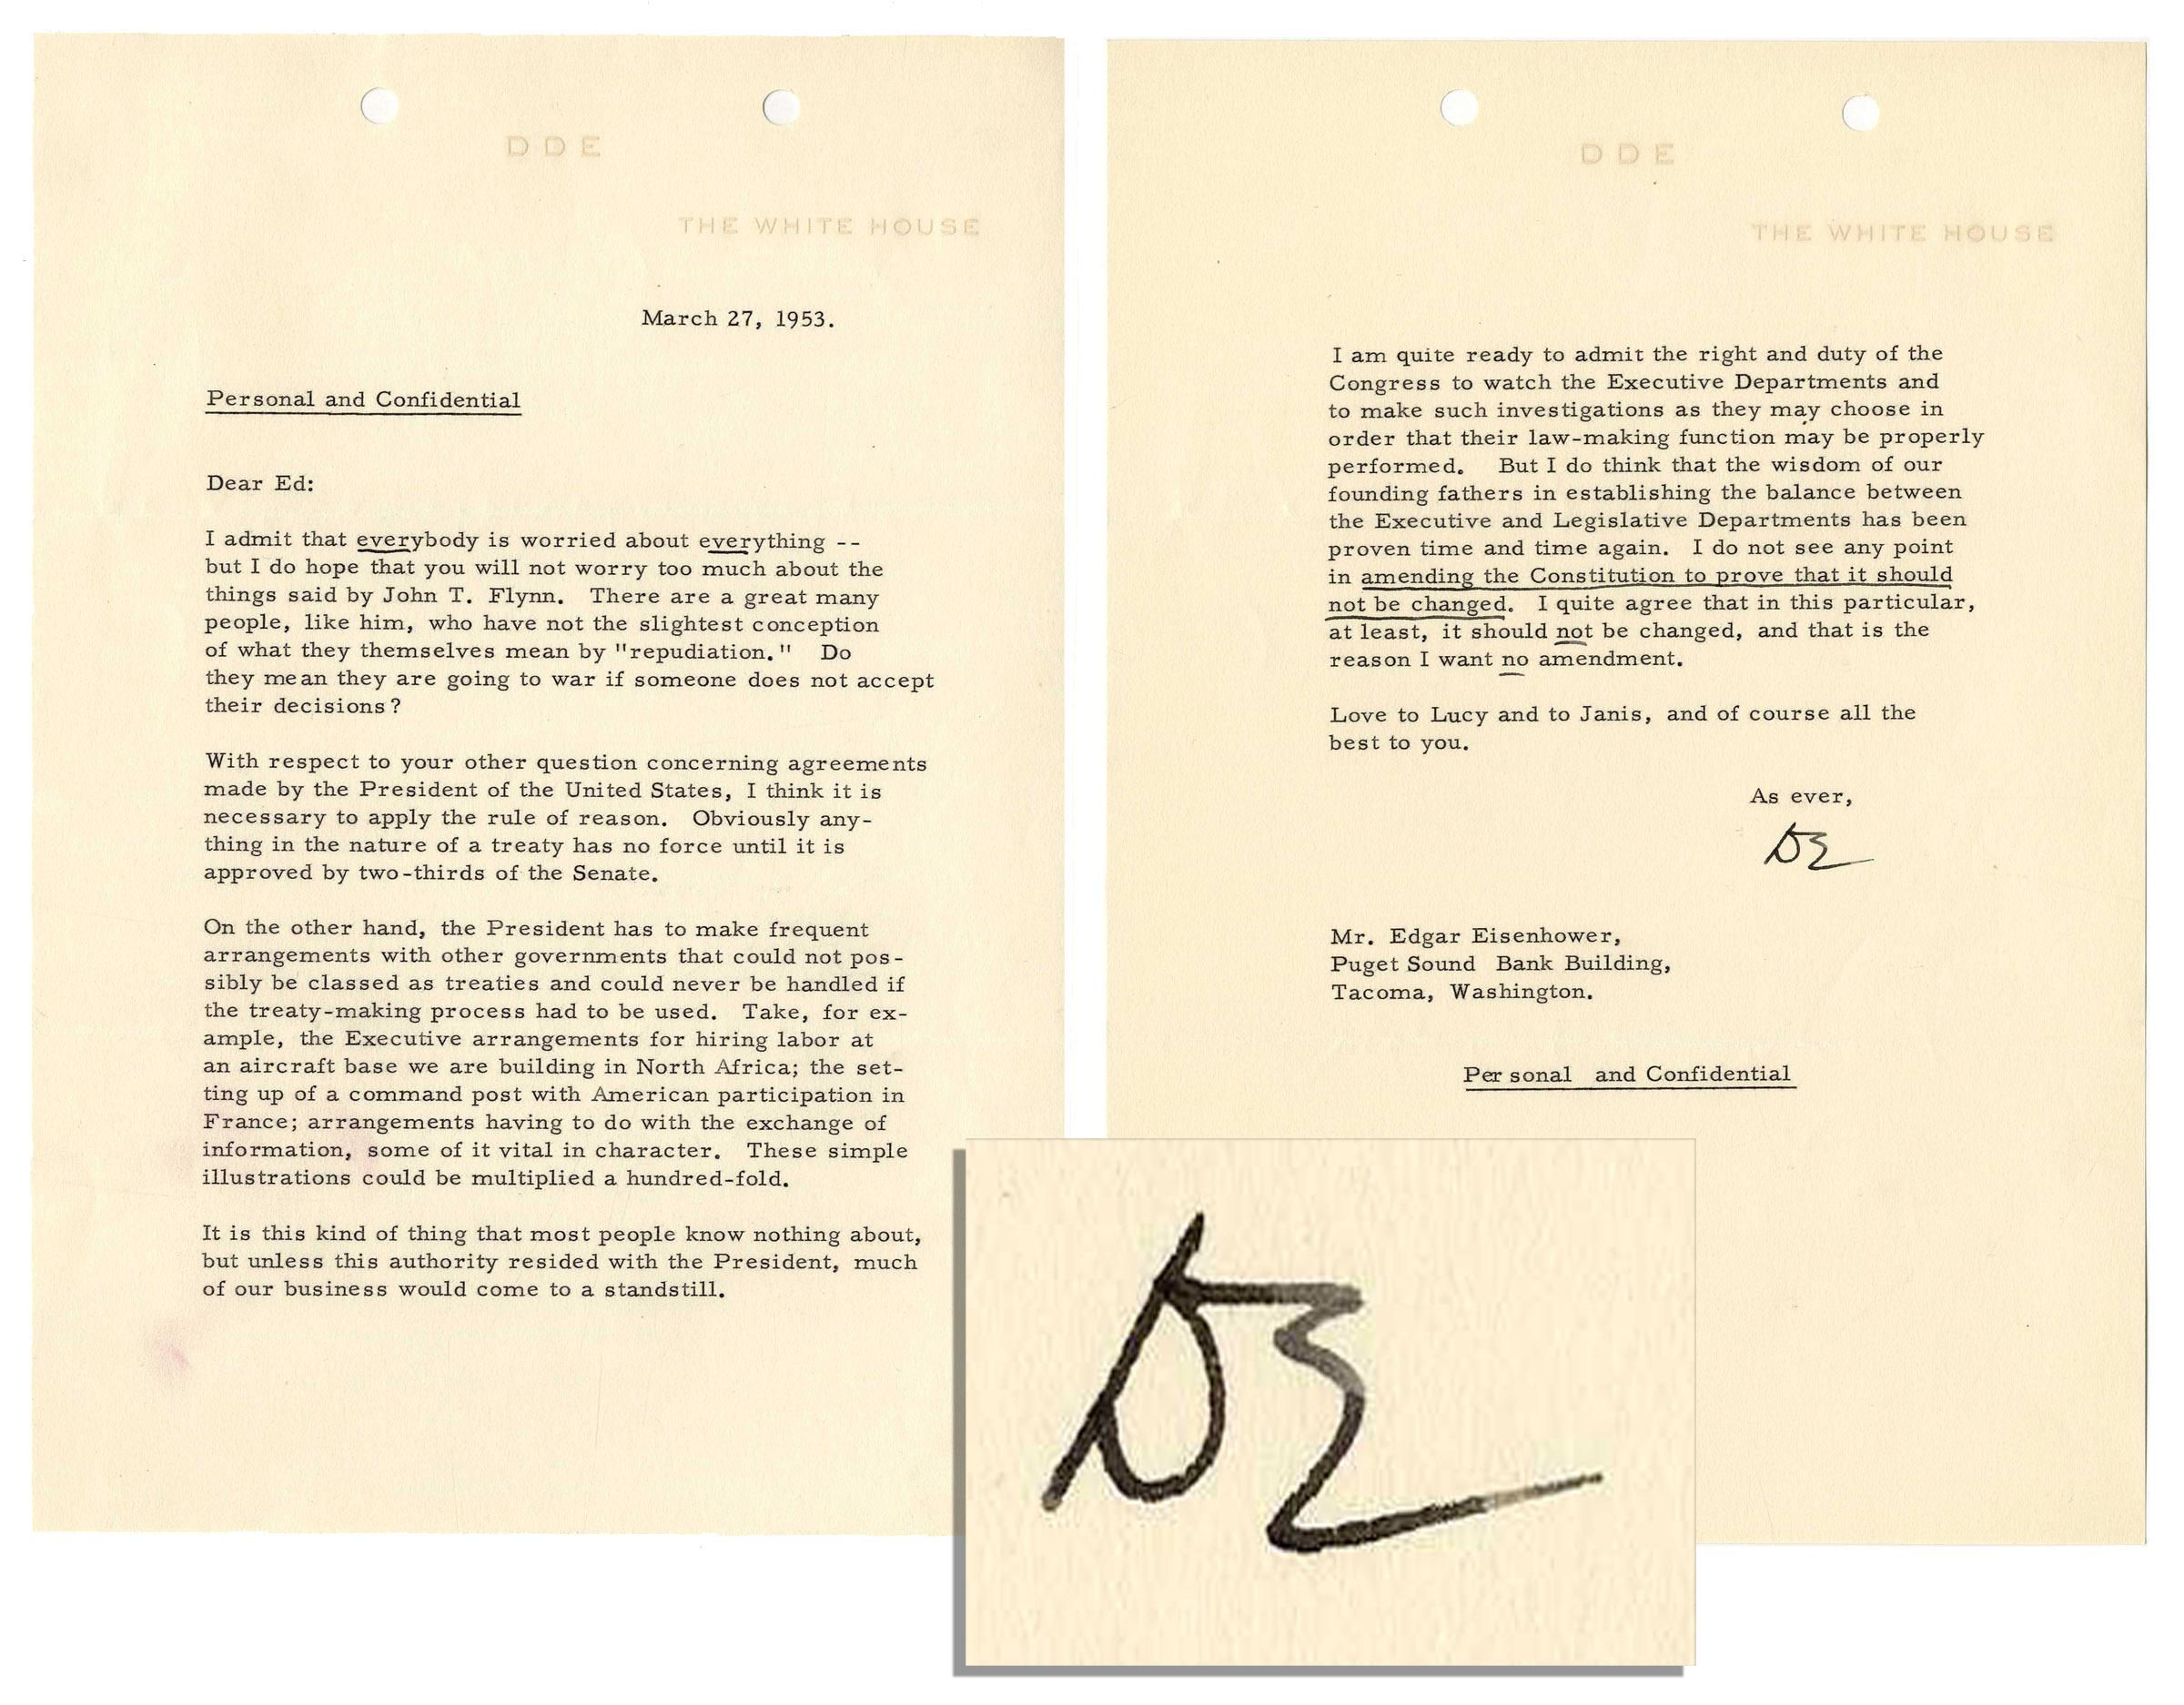 DDE
THE WHITE HOUSE
March 27, 1953.
Personal and Confidential
Dear Ed:
I admit that everybody is worried about everything --
but I do hope that you will not worry too much about the
things said by John T. Flynn. There are a great many
people, like him, who have not the slightest conception
of what they themselves mean by "repudiation." Do
they mean they are going to war if someone does not accept
their decisions?
With respect to your other question concerning agreements
made by the President of the United States, I think it is
necessary to apply the rule of reason. Obviously any-
thing in the nature of a treaty has no force until it is
approved by two-thirds of the Senate.
On the other hand, the President has to make frequent
arrangements with other governments that could not pos-
sibly be classed as treaties and could never be handled if
the treaty-making process had to be used. Take, for ex-
ample, the Executive arrangements for hiring labor at
an aircraft base we are building in North Africa; the set-
ting up of a command post with American participation in
France; arrangements having to do with the exchange of
information, some of it vital in character. These simple
illustrations could be multiplied a hundred-fold.
It is this kind of thing that most people know nothing about,
but unless this authority resided with the President, much
of our business would come to a standstill.
DDE
THE WHITE HOUSE
I am quite ready to admit the right and duty of the
Congress to watch the Executive Departments and
to make such investigations as they may choose in
order that their law-making function may be properly
performed. But I do think that the wisdom of our
founding fathers in establishing the balance between
the Executive and Legislative Departments has been
proven time and time again. I do not see any point
in amending the Constitution to prove that it should
not be changed. I quite agree that in this particular,
at least, it should not be changed, and that is the
reason I want no amendment.
Love to Lucy and to Janis, and of course all the
best to you.
As ever,
DE
Mr. Edgar Eisenhower,
Puget Sound Bank Building,
Tacoma, Washington.
Personal and Confidential
DE